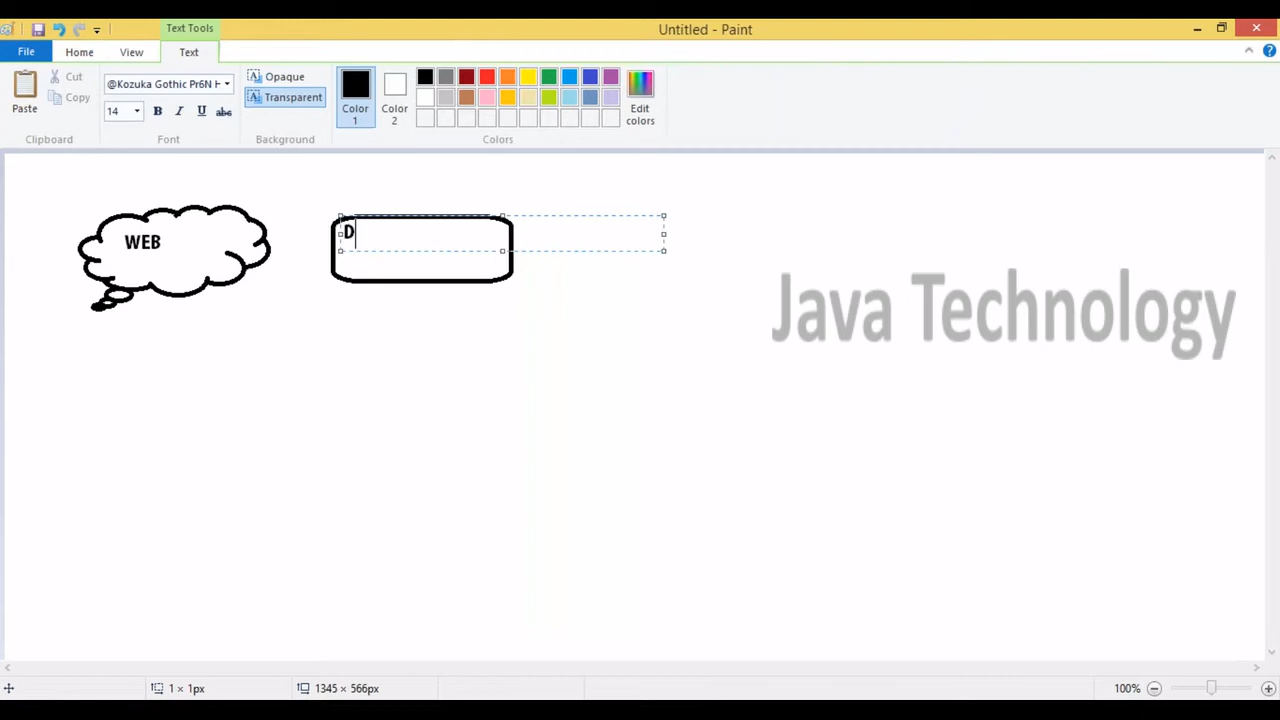 Text Tools
Untitled - Paint
File
Home
View
Text
Paste
Cut
Copy
Clipboard
@Kozuka Gothic Pr6N H
14
B I U abc
Font
Opaque
Transparent
Background
Color 1
Color 2
Edit colors
Colors
WEB
D
Java Technology
1 × 1px
1345 × 566px
100%